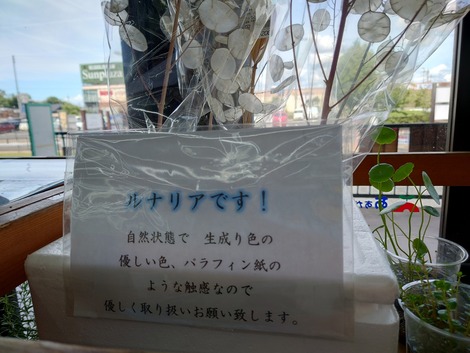 Sunplaza
ルナリアです！
自然状態で 生成り色の
優しい色、パラフィン紙の
ような触感なので
優しく取り扱いお願い致します。